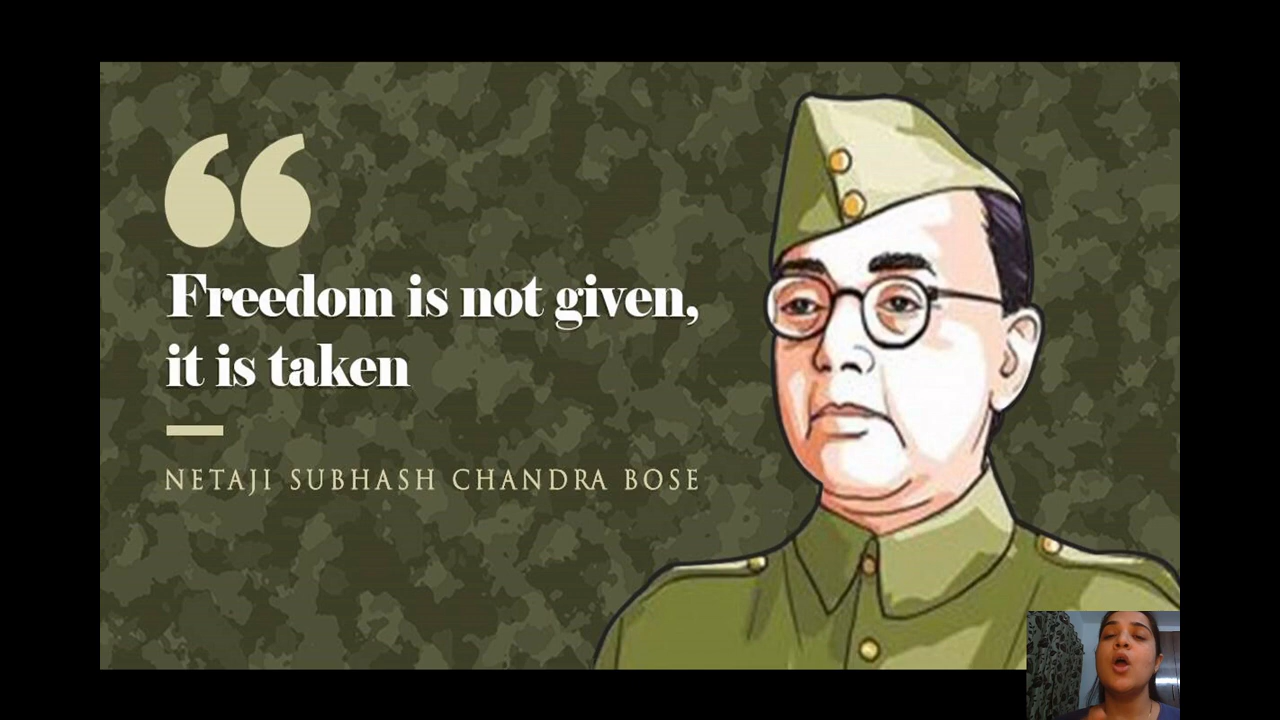 “
Freedom is not given,
it is taken
NETAJI SUBHASH CHANDRA BOSE